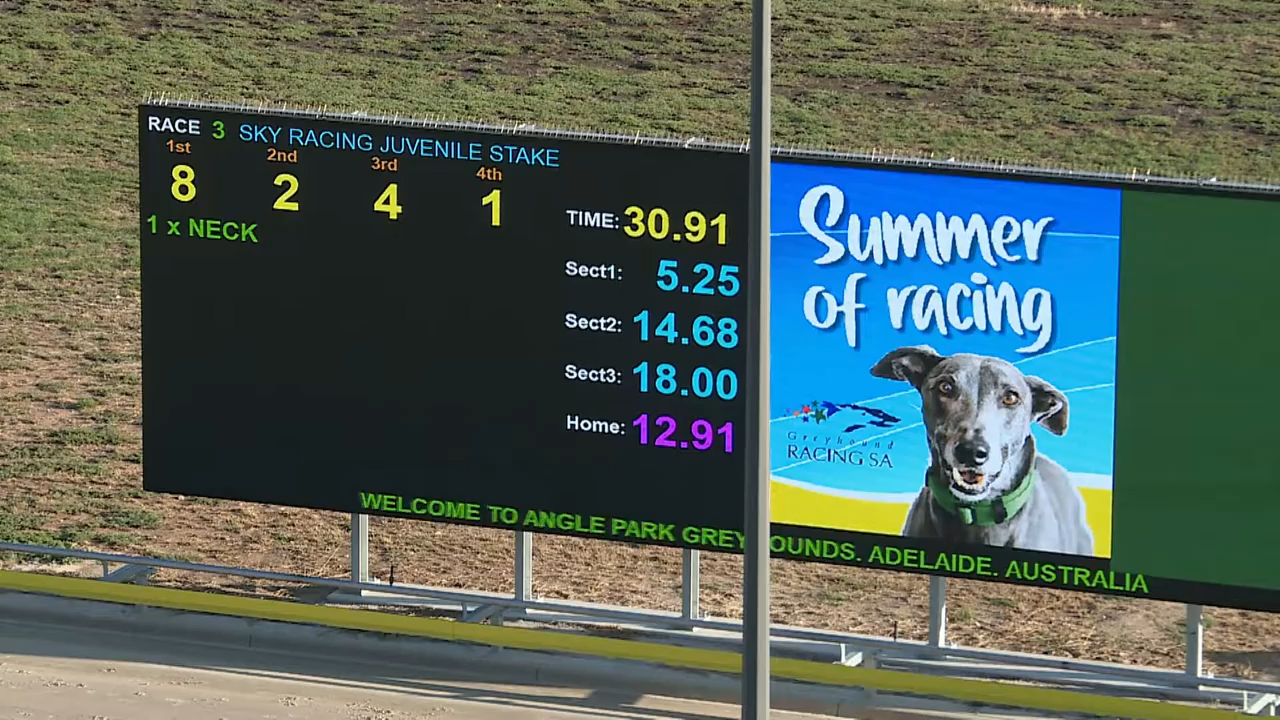 RACE 3 SKY RACING JUVENILE STAKE
1st 2nd 3rd 4th
8 2 4 1
1 x NECK
TIME: 30.91
Sect1: 5.25
Sect2: 14.68
Sect3: 18.00
Home: 12.91
Summer
of racing
Greyhound
RACING SA
WELCOME TO ANGLE PARK GREY OUNDS. ADELAIDE. AUSTRALIA